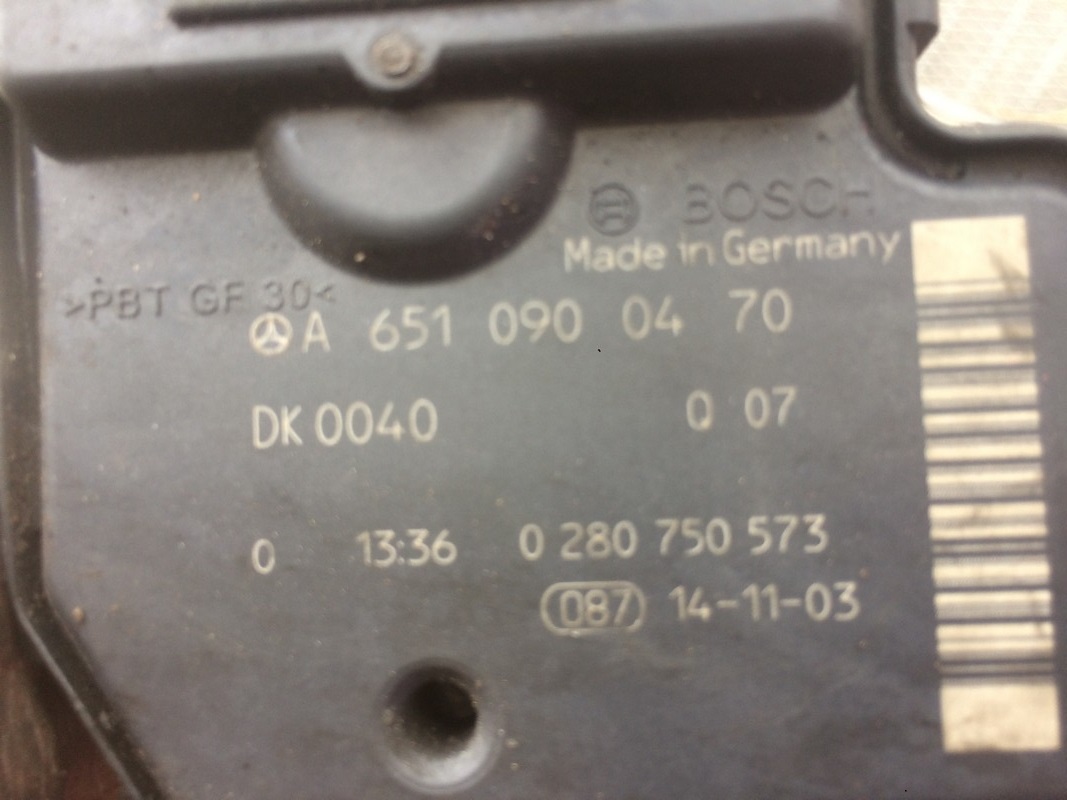 BOSCH
Made in Germany
>PBT GF 30<
A 651 090 04 70
DK 0040 Q 07
0 13:36 0 280 750 573
087 14-11-03